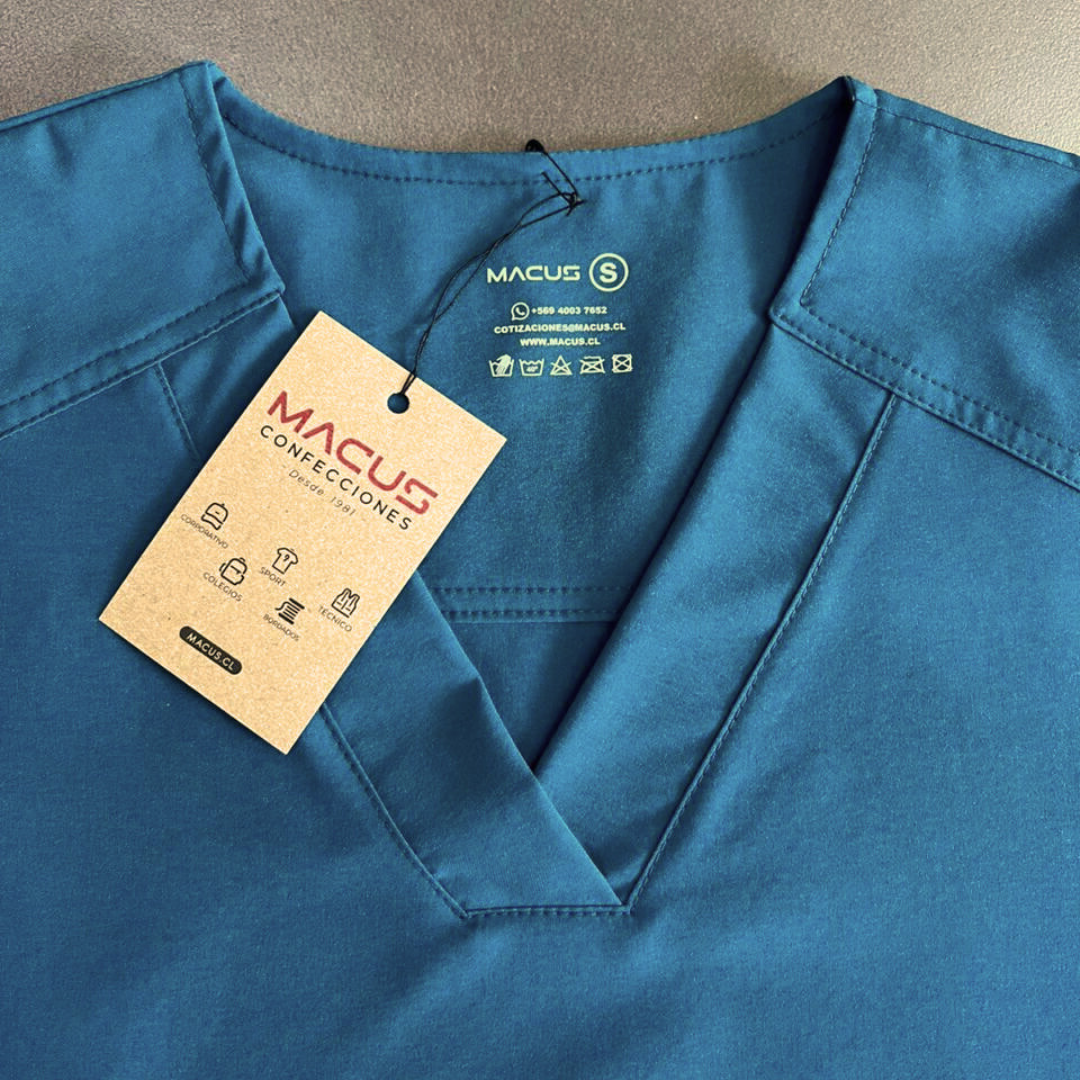 MACUS S
+569 4003 7652
COTIZACIONES@MACUS.CL
WWW.MACUS.CL
MACUS
CONFECCIONES
- Desde 1981 -
CORPORATIVO
SPORT
COLEGIOS
TECNICO
BORDADOS
MACUS.CL